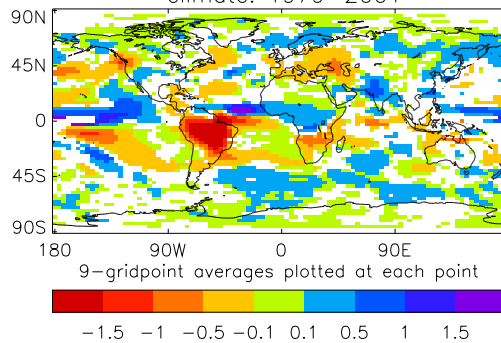 90N
45N
0
45S
90S
180 90W 0 90E
9-gridpoint averages plotted at each point
-1.5 -1 -0.5 -0.1 0.1 0.5 1 1.5